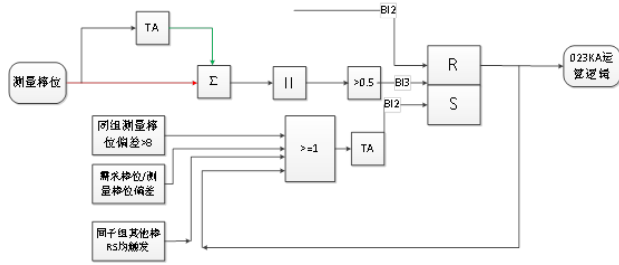 BI2
TA
023KA运
算逻辑
测量棒位
Σ
||
>0.5
BI3
R
BI2
S
同组测量棒
位偏差>8
>=1
TA
需求棒位/测
量棒位偏差
同子组其他棒
RS均触发